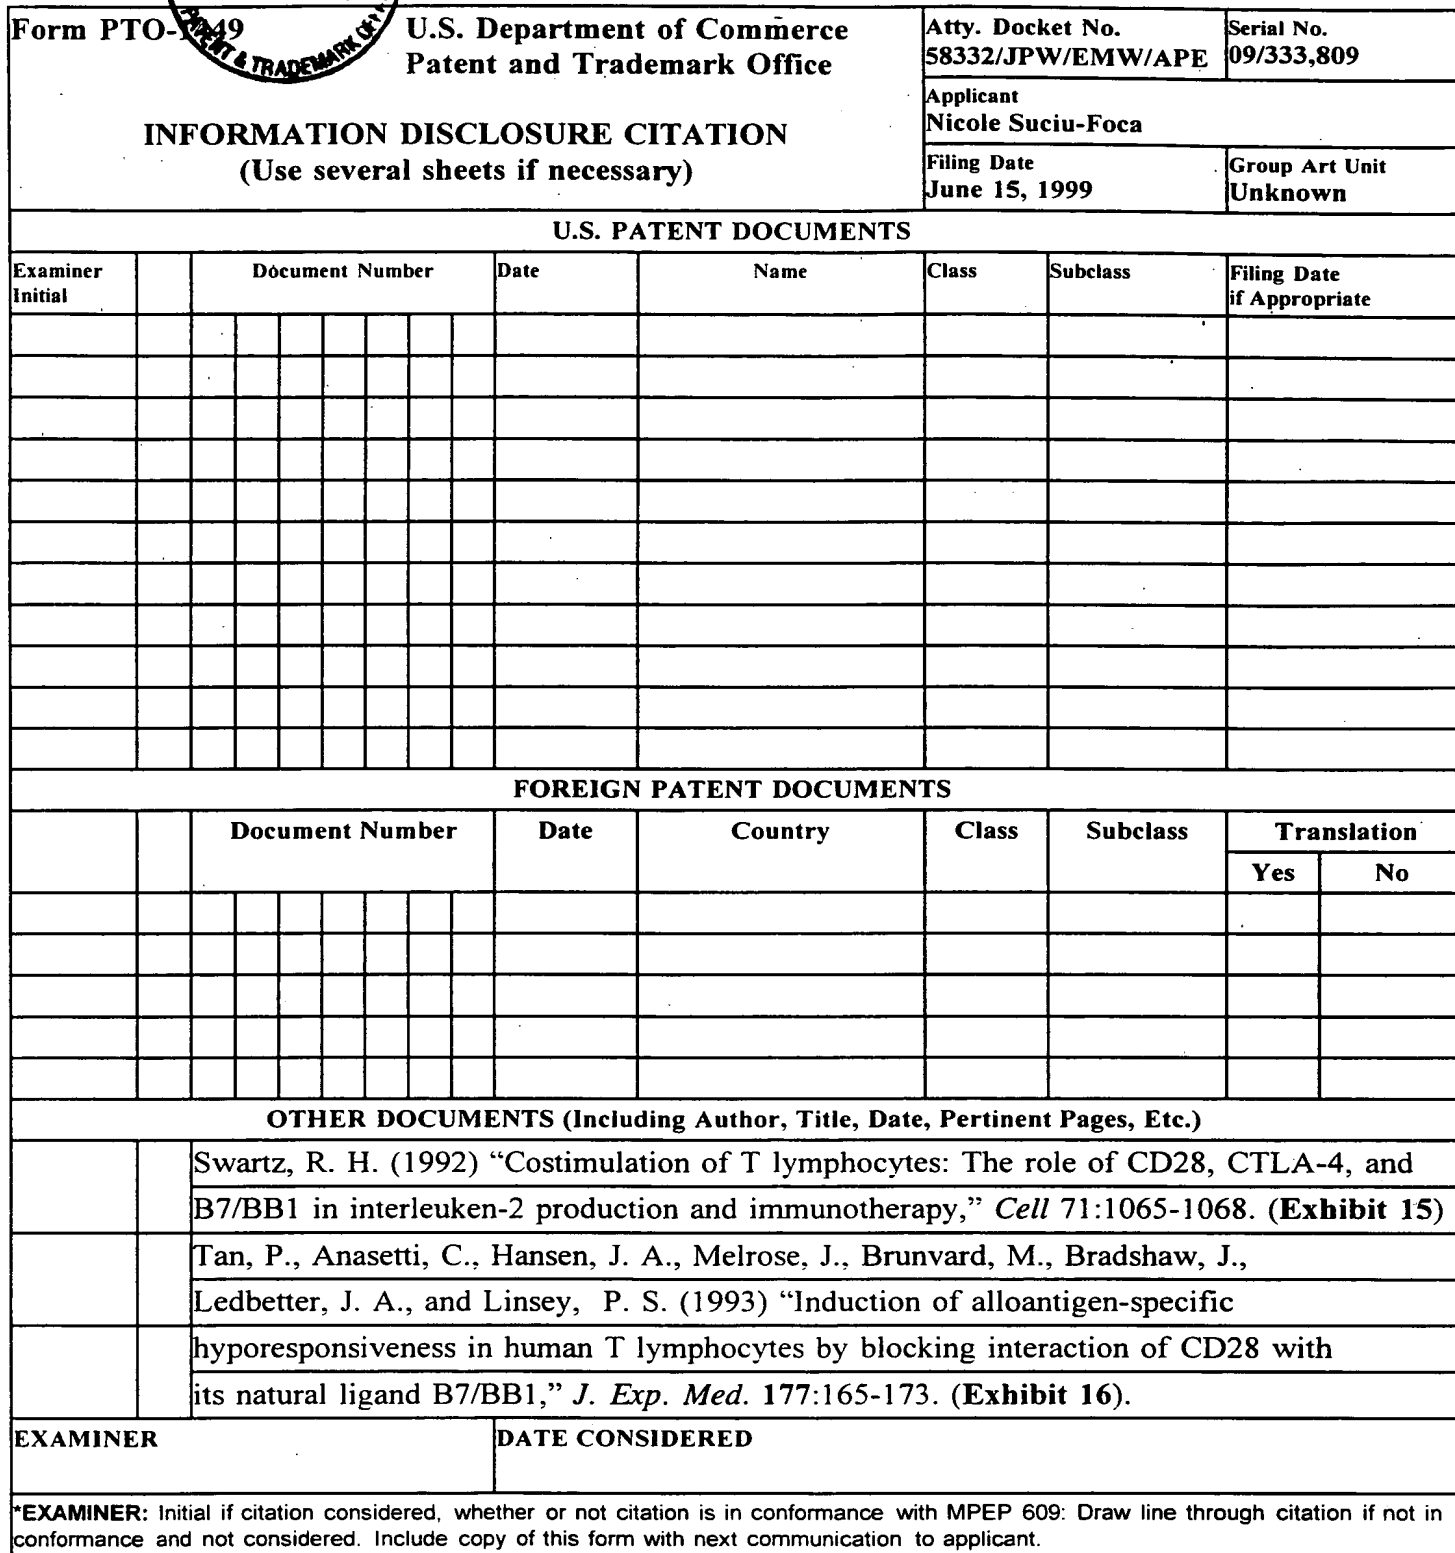 Form PTO-1449
PATENT & TRADEMARK OFFICE
U.S. Department of Commerce
Patent and Trademark Office
INFORMATION DISCLOSURE CITATION
(Use several sheets if necessary)
Atty. Docket No.
58332/JPW/EMW/APE
Serial No.
09/333,809
Applicant
Nicole Suciu-Foca
Filing Date
June 15, 1999
Group Art Unit
Unknown
U.S. PATENT DOCUMENTS
Examiner
Initial
Document Number
Date
Name
Class
Subclass
Filing Date
if Appropriate
FOREIGN PATENT DOCUMENTS
Document Number
Date
Country
Class
Subclass
Translation
Yes
No
OTHER DOCUMENTS (Including Author, Title, Date, Pertinent Pages, Etc.)
Swartz, R. H. (1992) “Costimulation of T lymphocytes: The role of CD28, CTLA-4, and
B7/BB1 in interleuken-2 production and immunotherapy,” Cell 71:1065-1068. (Exhibit 15)
Tan, P., Anasetti, C., Hansen, J. A., Melrose, J., Brunvard, M., Bradshaw, J.,
Ledbetter, J. A., and Linsey, P. S. (1993) “Induction of alloantigen-specific
hyporesponsiveness in human T lymphocytes by blocking interaction of CD28 with
its natural ligand B7/BB1,” J. Exp. Med. 177:165-173. (Exhibit 16).
EXAMINER
DATE CONSIDERED
*EXAMINER: Initial if citation considered, whether or not citation is in conformance with MPEP 609: Draw line through citation if not in
conformance and not considered. Include copy of this form with next communication to applicant.